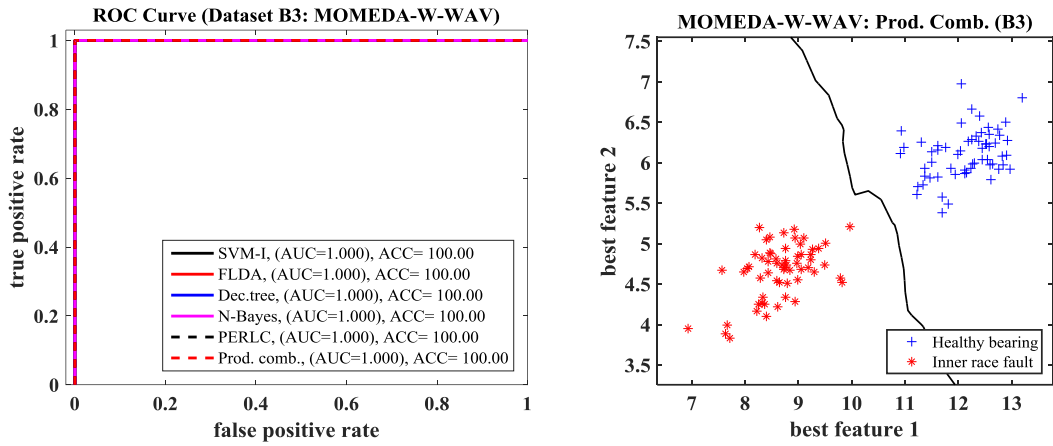 ROC Curve (Dataset B3: MOMEDA-W-WAV)
true positive rate
1
0.8
0.6
0.4
0.2
0
SVM-I, (AUC=1.000), ACC= 100.00
FLDA, (AUC=1.000), ACC= 100.00
Dec.tree, (AUC=1.000), ACC= 100.00
N-Bayes, (AUC=1.000), ACC= 100.00
PERLC, (AUC=1.000), ACC= 100.00
Prod. comb., (AUC=1.000), ACC= 100.00
0 0.2 0.4 0.6 0.8 1
false positive rate
MOMEDA-W-WAV: Prod. Comb. (B3)
best feature 2
7.5
7
6.5
6
5.5
5
4.5
4
3.5
Healthy bearing
Inner race fault
7 8 9 10 11 12 13
best feature 1